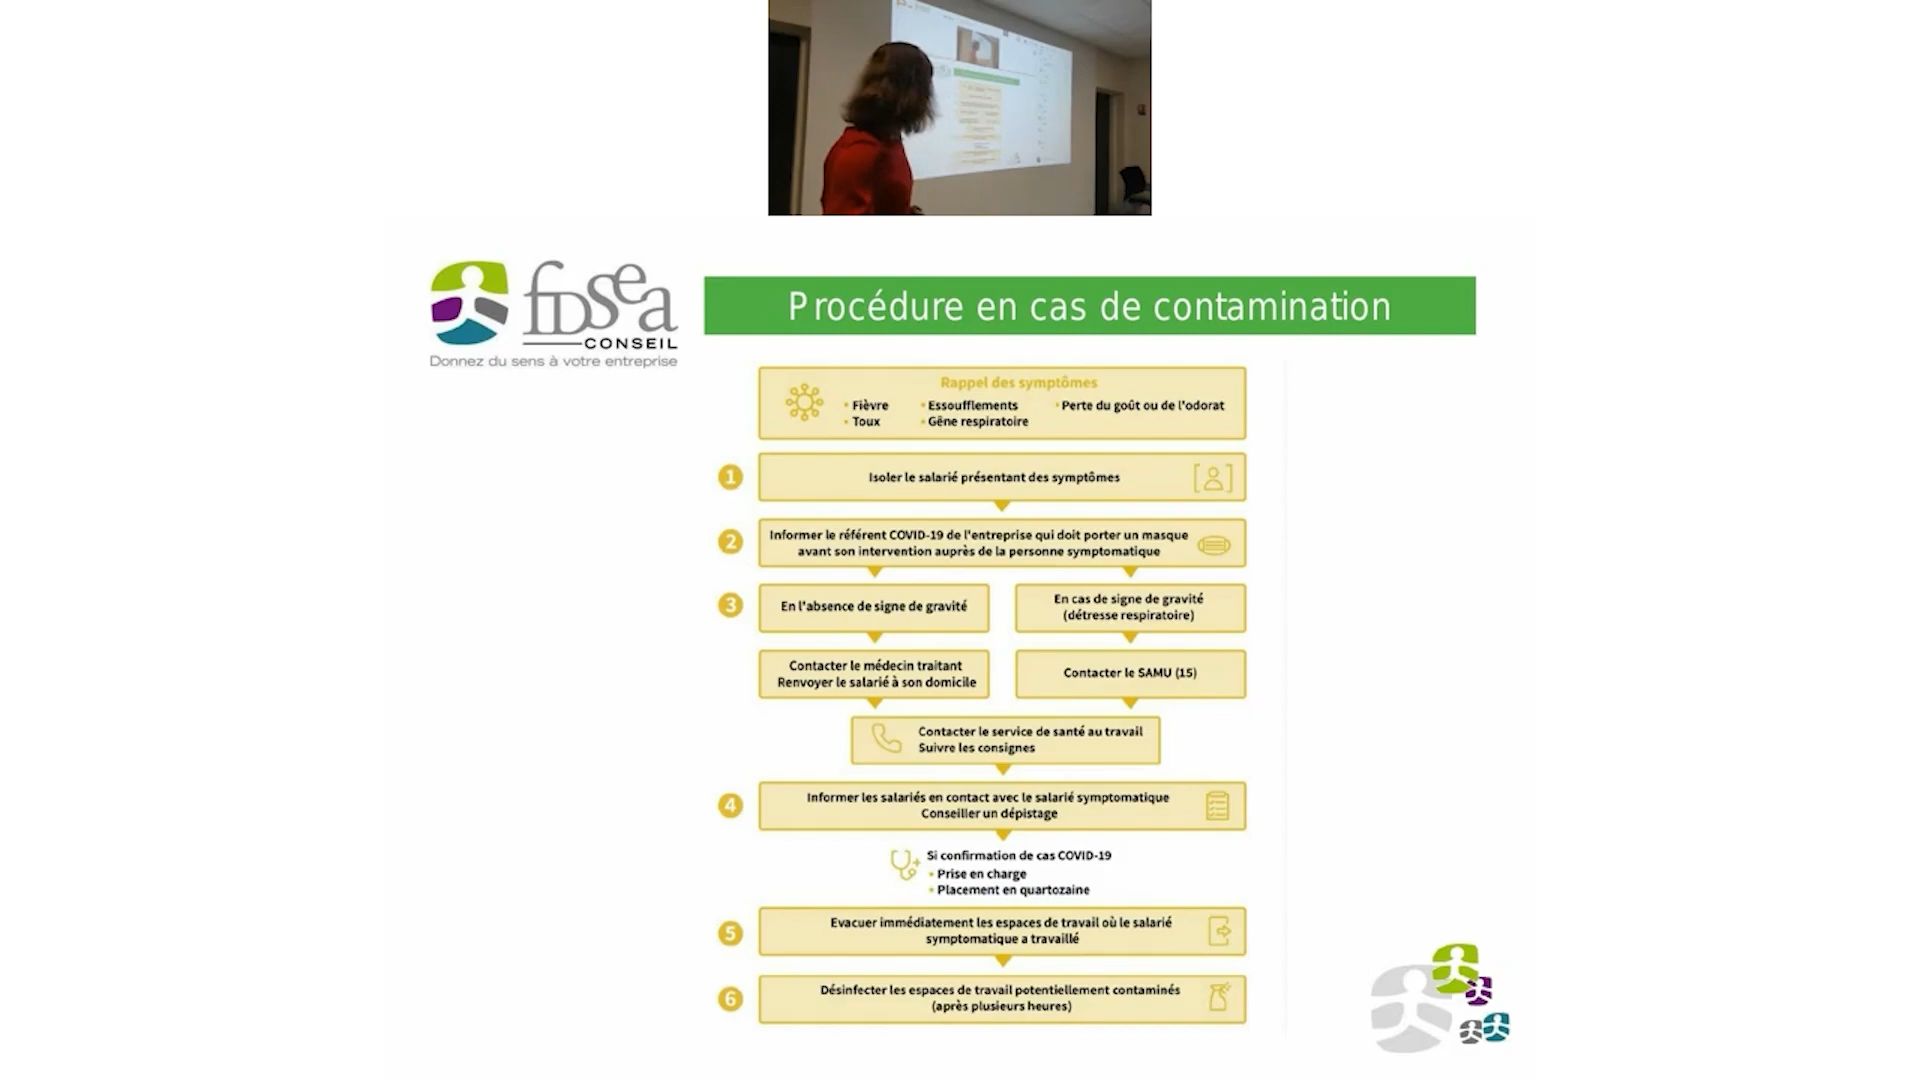 fDSea
CONSEIL
Donnez du sens à votre entreprise
Procédure en cas de contamination
Rappel des symptômes
• Fièvre
• Toux
• Essoufflements
• Gêne respiratoire
• Perte du goût ou de l'odorat
1
Isoler le salarié présentant des symptômes
2
Informer le référent COVID-19 de l'entreprise qui doit porter un masque
avant son intervention auprès de la personne symptomatique
3
En l'absence de signe de gravité
En cas de signe de gravité
(détresse respiratoire)
Contacter le médecin traitant
Renvoyer le salarié à son domicile
Contacter le SAMU (15)
Contacter le service de santé au travail
Suivre les consignes
4
Informer les salariés en contact avec le salarié symptomatique
Conseiller un dépistage
Si confirmation de cas COVID-19
• Prise en charge
• Placement en quartozaine
5
Evacuer immédiatement les espaces de travail où le salarié
symptomatique a travaillé
6
Désinfecter les espaces de travail potentiellement contaminés
(après plusieurs heures)